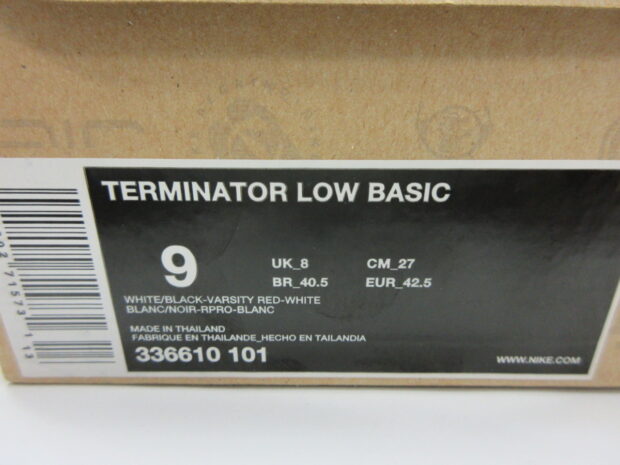 TERMINATOR LOW BASIC
9
UK_8 CM_27
BR_40.5 EUR_42.5
WHITE/BLACK-VARSITY RED-WHITE
BLANC/NOIR-RPRO-BLANC
MADE IN THAILAND
FABRIQUE EN THAILANDE_HECHO EN TAILANDIA
336610 101
WWW.NIKE.COM